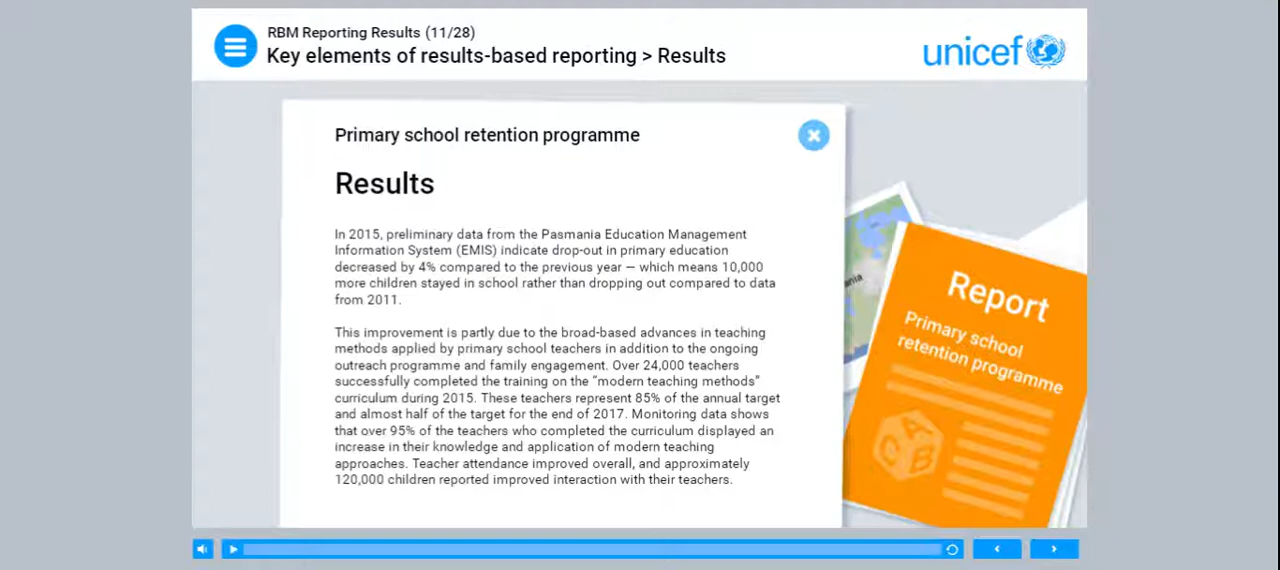 RBM Reporting Results (11/28)
Key elements of results-based reporting > Results
unicef
Primary school retention programme
Results
In 2015, preliminary data from the Pasmania Education Management
Information System (EMIS) indicate drop-out in primary education
decreased by 4% compared to the previous year — which means 10,000
more children stayed in school rather than dropping out compared to data
from 2011.
This improvement is partly due to the broad-based advances in teaching
methods applied by primary school teachers in addition to the ongoing
outreach programme and family engagement. Over 24,000 teachers
successfully completed the training on the “modern teaching methods”
curriculum during 2015. These teachers represent 85% of the annual target
and almost half of the target for the end of 2017. Monitoring data shows
that over 95% of the teachers who completed the curriculum displayed an
increase in their knowledge and application of modern teaching
approaches. Teacher attendance improved overall, and approximately
120,000 children reported improved interaction with their teachers.
ania
Report
Primary school
retention programme
A
C B